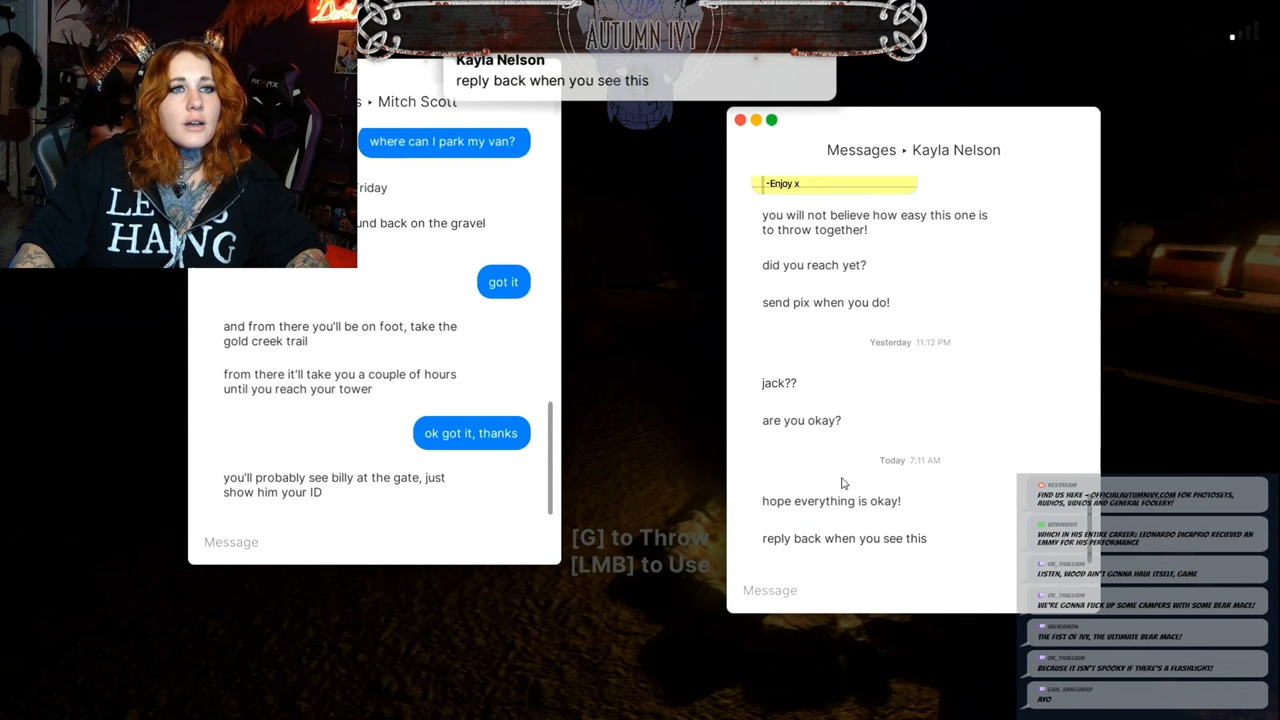 AUTUMN IVY
Kayla Nelson
reply back when you see this
s ▸ Mitch Scott
where can I park my van?
Friday
und back on the gravel
got it
and from there you'll be on foot, take the
gold creek trail
from there it'll take you a couple of hours
until you reach your tower
ok got it, thanks
you'll probably see billy at the gate, just
show him your ID
Message
LE
HANG
[G] to Throw
[LMB] to Use
Messages ▸ Kayla Nelson
-Enjoy x
you will not believe how easy this one is
to throw together!
did you reach yet?
send pix when you do!
Yesterday 11:12 PM
jack??
are you okay?
Today 7:11 AM
hope everything is okay!
reply back when you see this
Message
RESTREAM
FIND US HERE - OFFICIALAUTUMNIVY.COM FOR PHOTOSETS,
AUDIOS, VIDEOS AND GENERAL FOOLERY!
WHICH IN HIS ENTIRE CAREER; LEONARDO DICAPRIO RECIEVED AN
EMMY FOR HIS PERFORMANCE
DR_THALLIUM
LISTEN, WOOD AIN'T GONNA HAUL ITSELF, GAME
DR_THALLIUM
WE'RE GONNA FUCK UP SOME CAMPERS WITH SOME BEAR MACE!
THE FIST OF IVY, THE ULTIMATE BEAR MACE!
DR_THALLIUM
BECAUSE IT ISN'T SPOOKY IF THERE'S A FLASHLIGHT!
GUN_VANGUARD
AYO